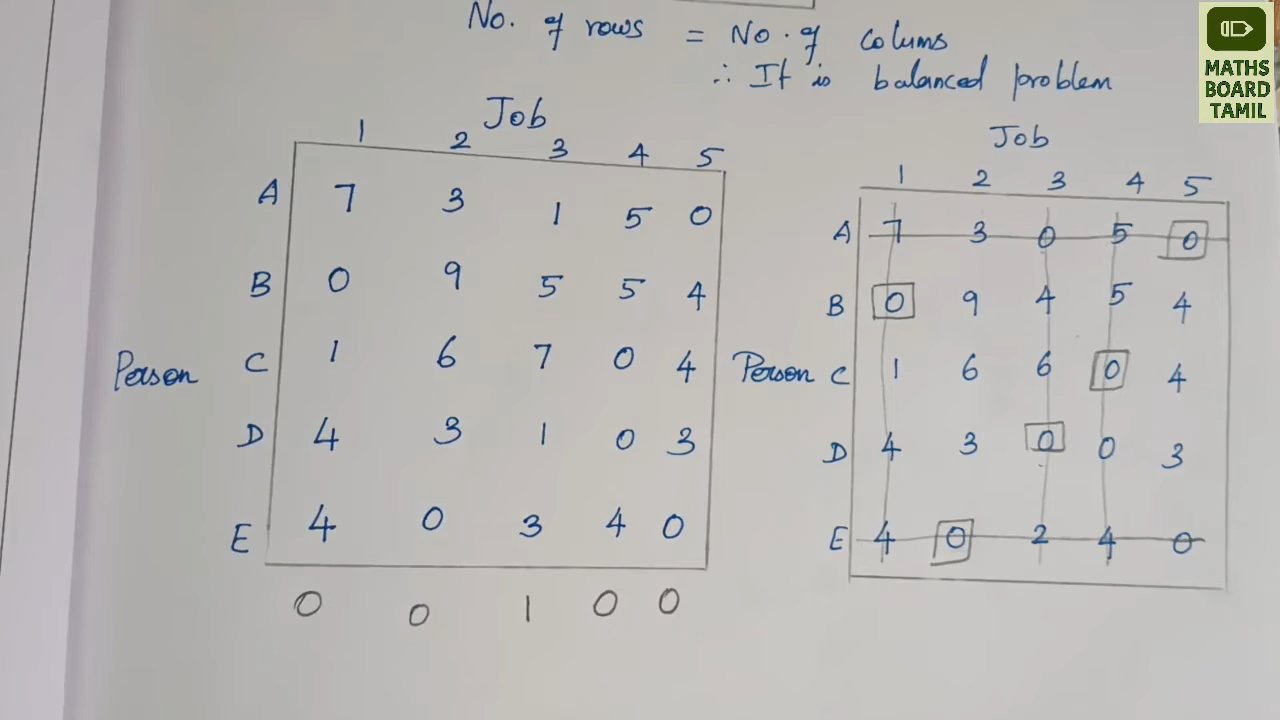 No. of rows = No. of colums
∴ It is balanced problem
MATHS
BOARD
TAMIL
Job
1 2 3 4 5
A 7 3 1 5 0
B 0 9 5 5 4
Person C 1 6 7 0 4
D 4 3 1 0 3
E 4 0 3 4 0
0 0 1 0 0
Job
1 2 3 4 5
A 7 3 0 5 0
B 0 9 4 5 4
Person C 1 6 6 0 4
D 4 3 0 0 3
E 4 0 2 4 0